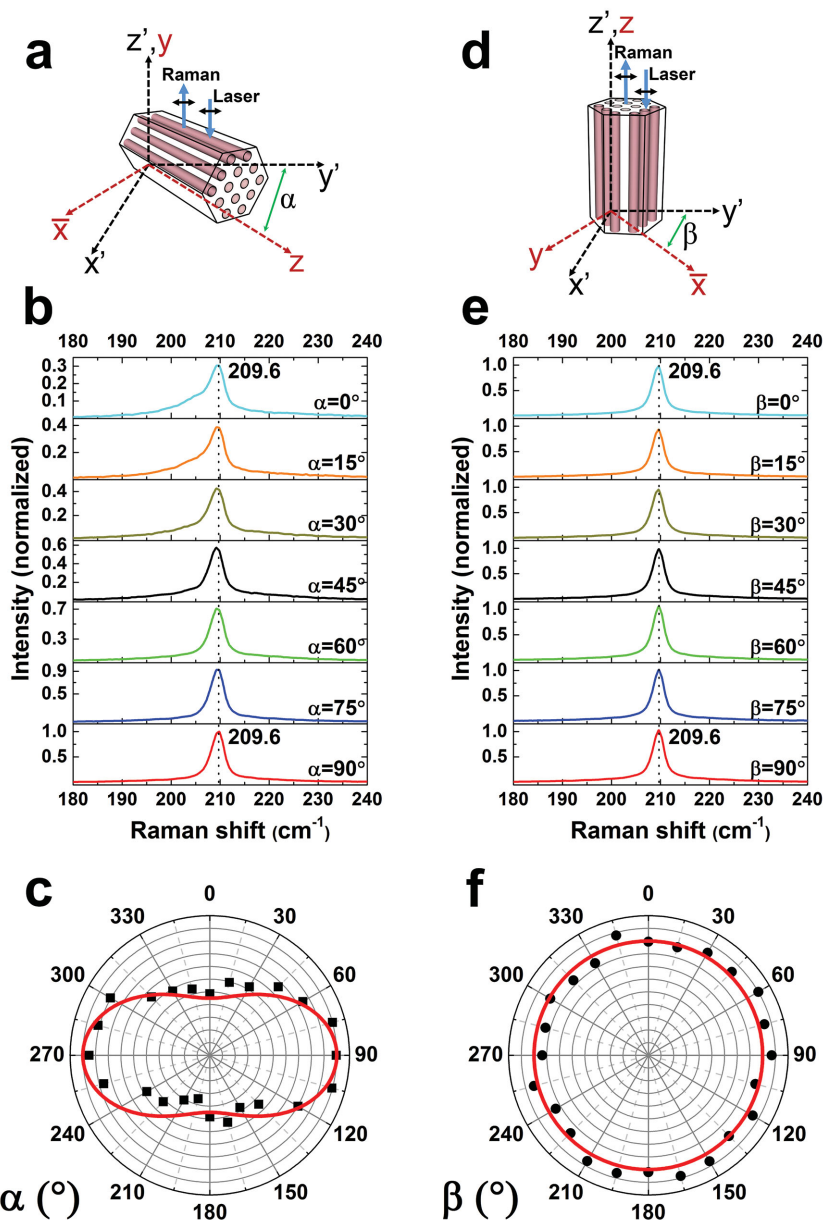 a
z',y
Raman
Laser
y'
α
x̅
x'
z
d
z',z
Raman
Laser
y'
β
y
x'
x̅
b
180 190 200 210 220 230 240
0.3
0.2
0.1
209.6
α=0°
0.4
0.2
α=15°
0.4
0.2
α=30°
0.6
0.4
0.2
α=45°
0.7
0.3
α=60°
0.9
0.5
α=75°
1.0
0.5
209.6
α=90°
180 190 200 210 220 230 240
Intensity (normalized)
Raman shift (cm⁻¹)
e
180 190 200 210 220 230 240
1.0
0.5
209.6
β=0°
1.0
0.5
β=15°
1.0
0.5
β=30°
1.0
0.5
β=45°
1.0
0.5
β=60°
1.0
0.5
β=75°
1.0
0.5
209.6
β=90°
180 190 200 210 220 230 240
Intensity (normalized)
Raman shift (cm⁻¹)
c
0
30
60
90
120
150
180
210
240
270
300
330
α (°)
f
0
30
60
90
120
150
180
210
240
270
300
330
β (°)